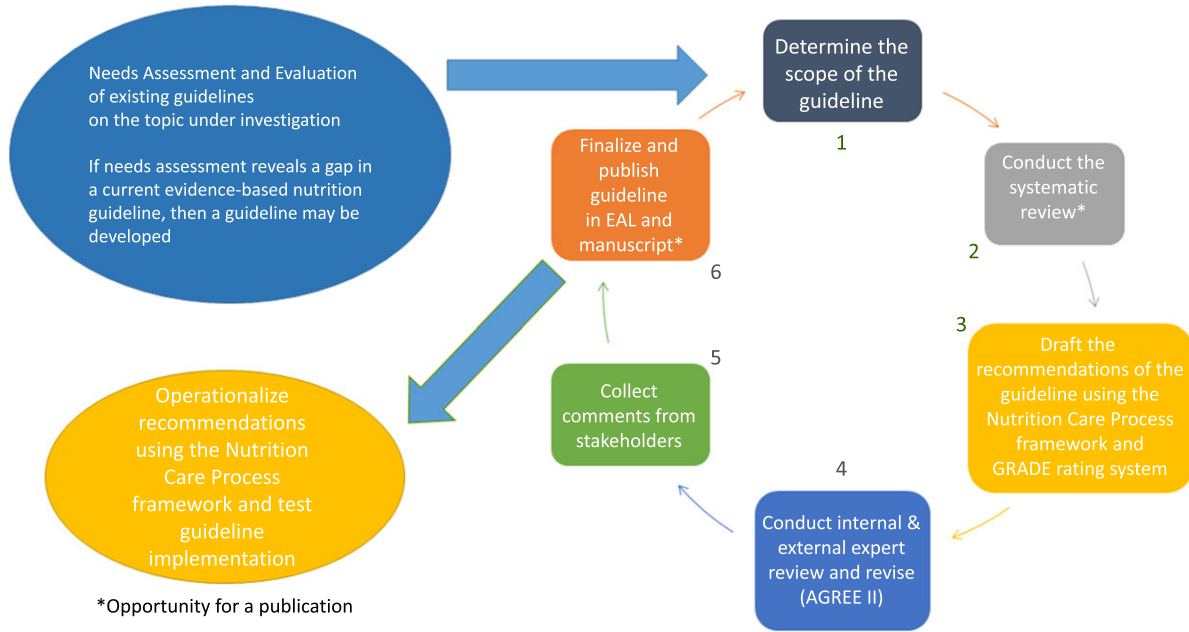 Needs Assessment and Evaluation
of existing guidelines
on the topic under investigation
If needs assessment reveals a gap in
a current evidence-based nutrition
guideline, then a guideline may be
developed
Determine the
scope of the
guideline
1
Conduct the
systematic
review*
2
3
Draft the
recommendations of the
guideline using the
Nutrition Care Process
framework and
GRADE rating system
4
Conduct internal &
external expert
review and revise
(AGREE II)
5
Collect
comments from
stakeholders
Finalize and
publish
guideline
in EAL and
manuscript*
6
Operationalize
recommendations
using the Nutrition
Care Process
framework and test
guideline
implementation
*Opportunity for a publication